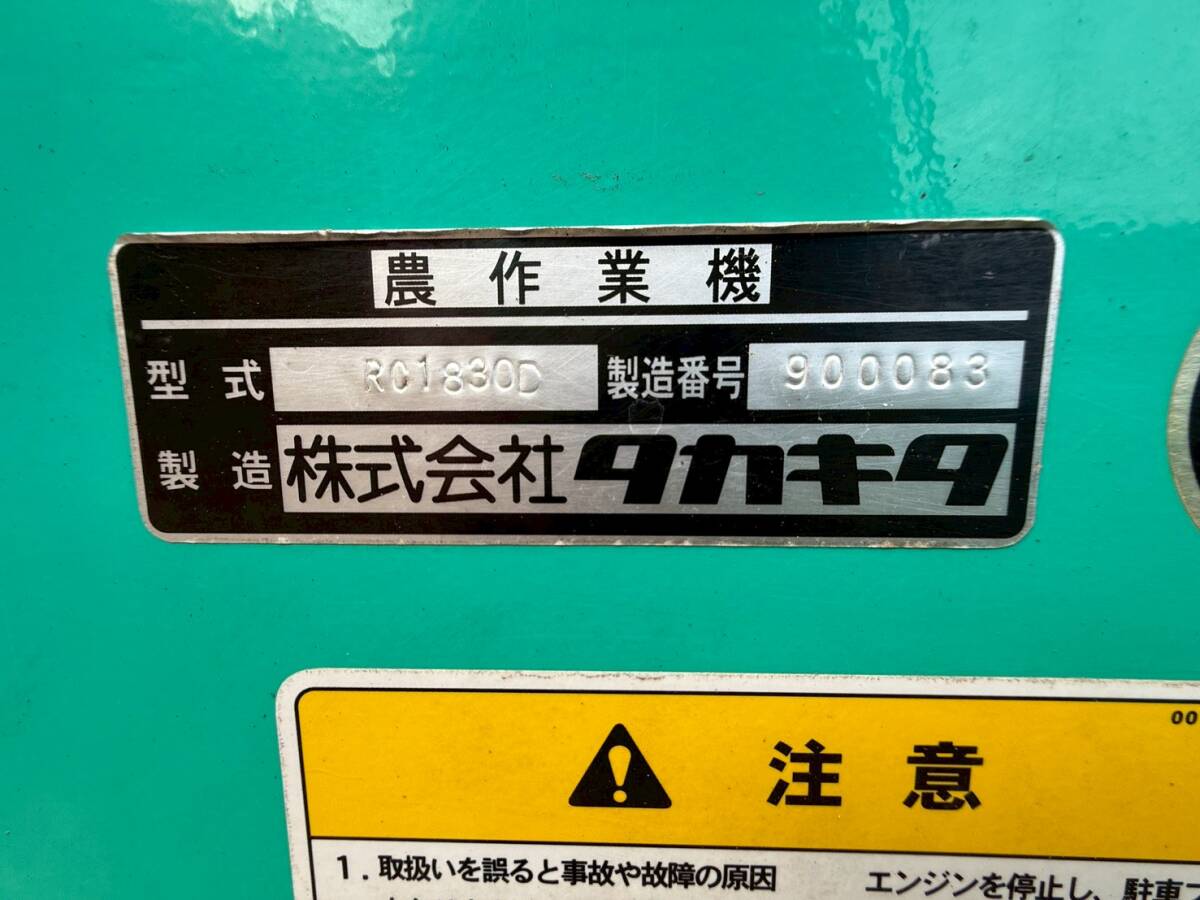 農作業機
型式 RC1830D 製造番号 900083
製造 株式会社タカキタ
00
注意
1. 取扱いを誤ると事故や故障の原因
エンジンを停止し、駐車